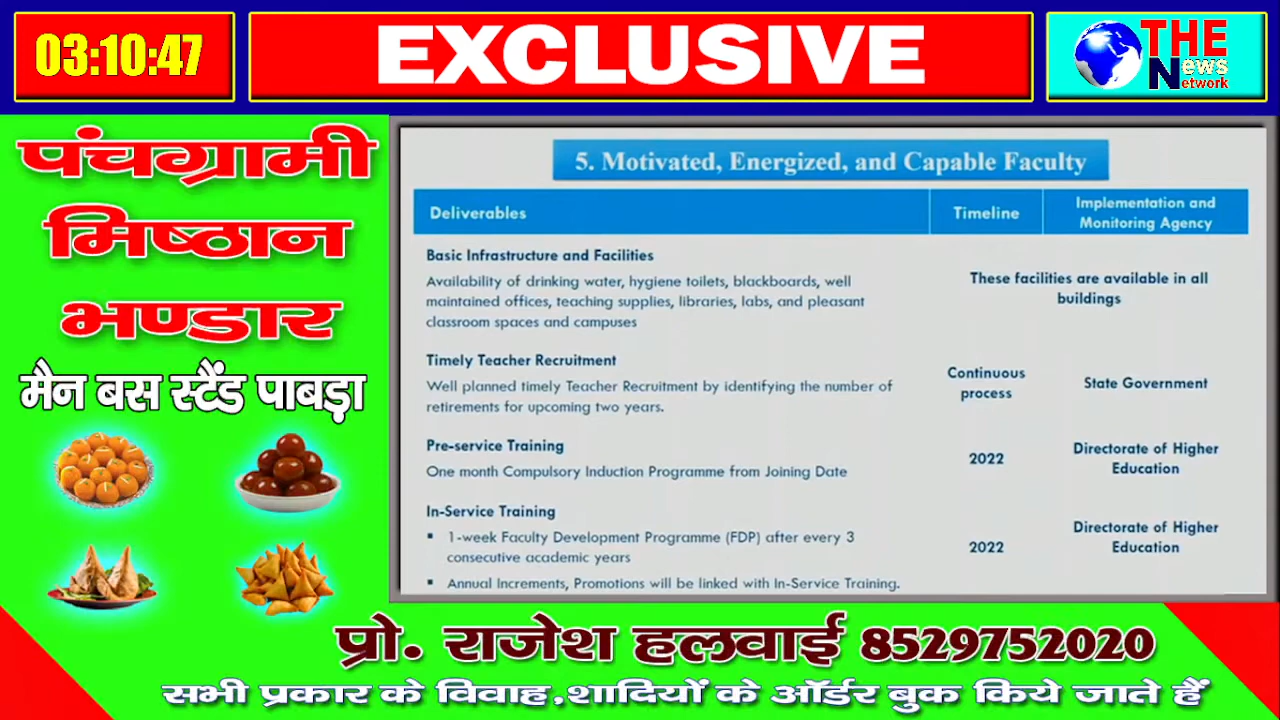 03:10:47
EXCLUSIVE
THE
News
Network
पंचग्रामी
मिष्ठान
भण्डार
मैन बस स्टैंड पाबड़ा
5. Motivated, Energized, and Capable Faculty
Deliverables
Timeline
Implementation and
Monitoring Agency
Basic Infrastructure and Facilities
Availability of drinking water, hygiene toilets, blackboards, well
maintained offices, teaching supplies, libraries, labs, and pleasant
classroom spaces and campuses
These facilities are available in all
buildings
Timely Teacher Recruitment
Well planned timely Teacher Recruitment by identifying the number of
retirements for upcoming two years.
Continuous
process
State Government
Pre-service Training
One month Compulsory Induction Programme from Joining Date
2022
Directorate of Higher
Education
In-Service Training
▪ 1-week Faculty Development Programme (FDP) after every 3
consecutive academic years
▪ Annual Increments, Promotions will be linked with In-Service Training.
2022
Directorate of Higher
Education
प्रो. राजेश हलवाई 8529752020
सभी प्रकार के विवाह,शादियों के ऑर्डर बुक किये जाते हैं